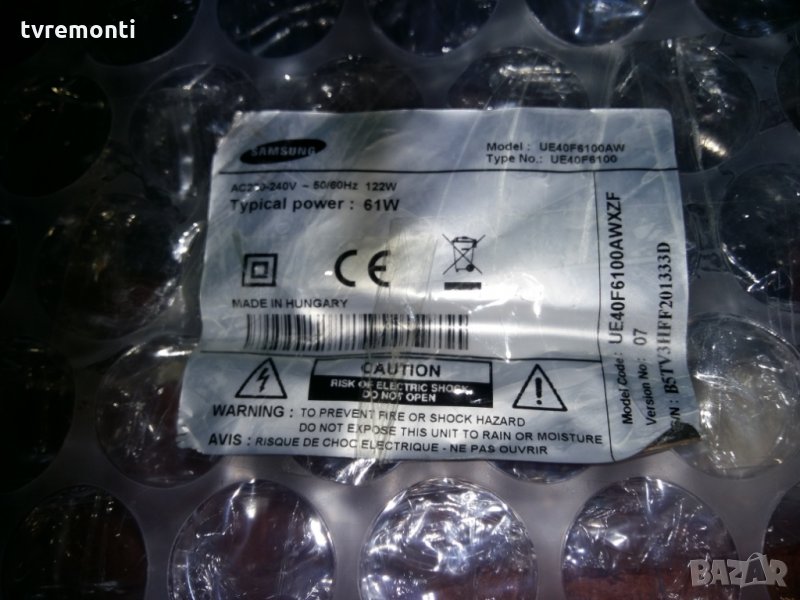 tvremonti
SAMSUNG
Model : UE40F6100AW
Type No.: UE40F6100
AC220-240V ~ 50/60Hz 122W
Typical power : 61W
CE
MADE IN HUNGARY
CAUTION
RISK OF ELECTRIC SHOCK
DO NOT OPEN
WARNING : TO PREVENT FIRE OR SHOCK HAZARD
DO NOT EXPOSE THIS UNIT TO RAIN OR MOISTURE
AVIS : RISQUE DE CHOC ELECTRIQUE - NE PAS OUVRIR
Model Code : UE40F6100AWXZF
Version No : 07
S/N : B5TV3HFF201333D
BAZAR